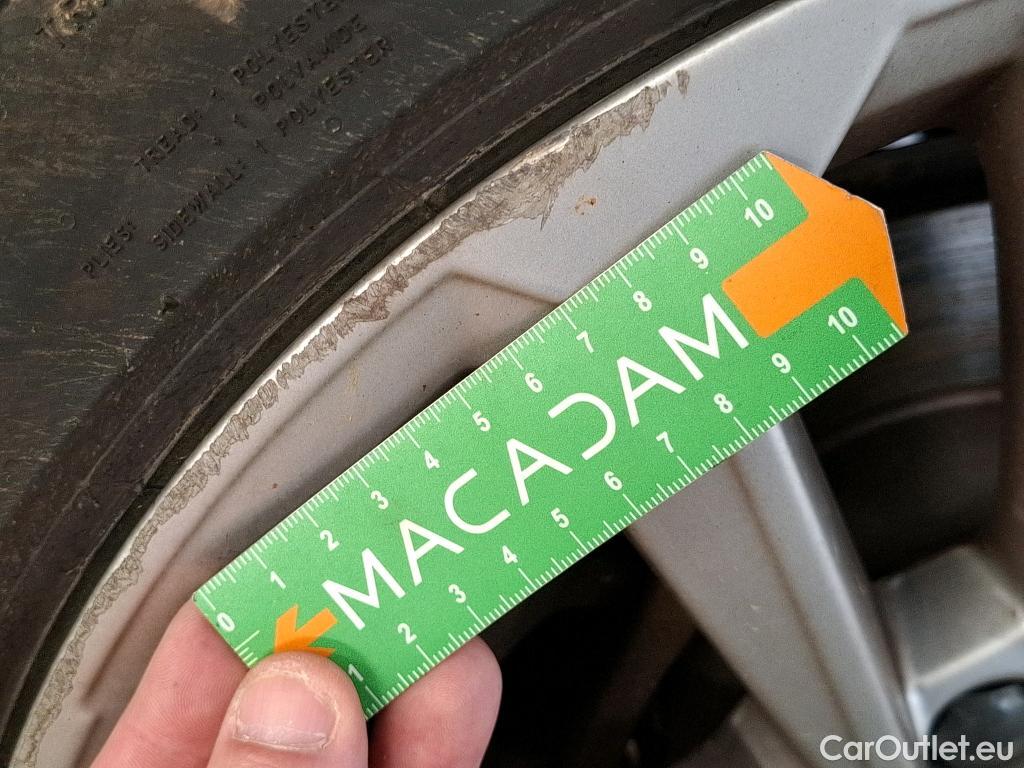 TREAD: 1 POLYESTER
: 1 POLYAMIDE
PLIES:
SIDEWALL: 1 POLYESTER
MACADAM
0 1 2 3 4 5 6 7 8 9 10
1 2 3 4 5 6 7 8 9 10
CarOutlet.eu